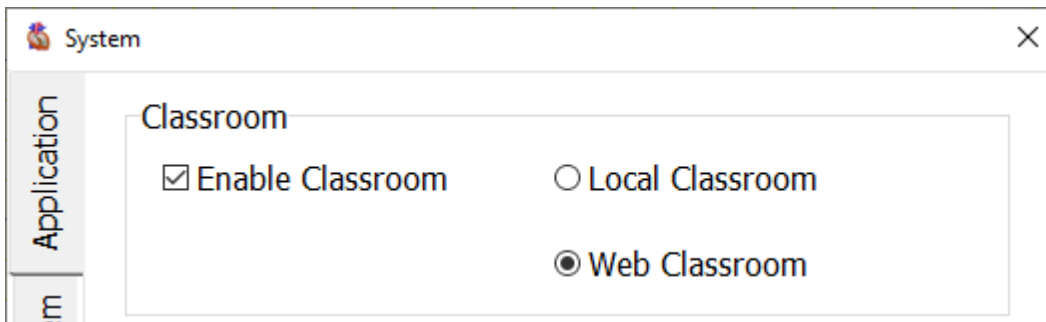 System
Application
Classroom
Enable Classroom
Local Classroom
Web Classroom